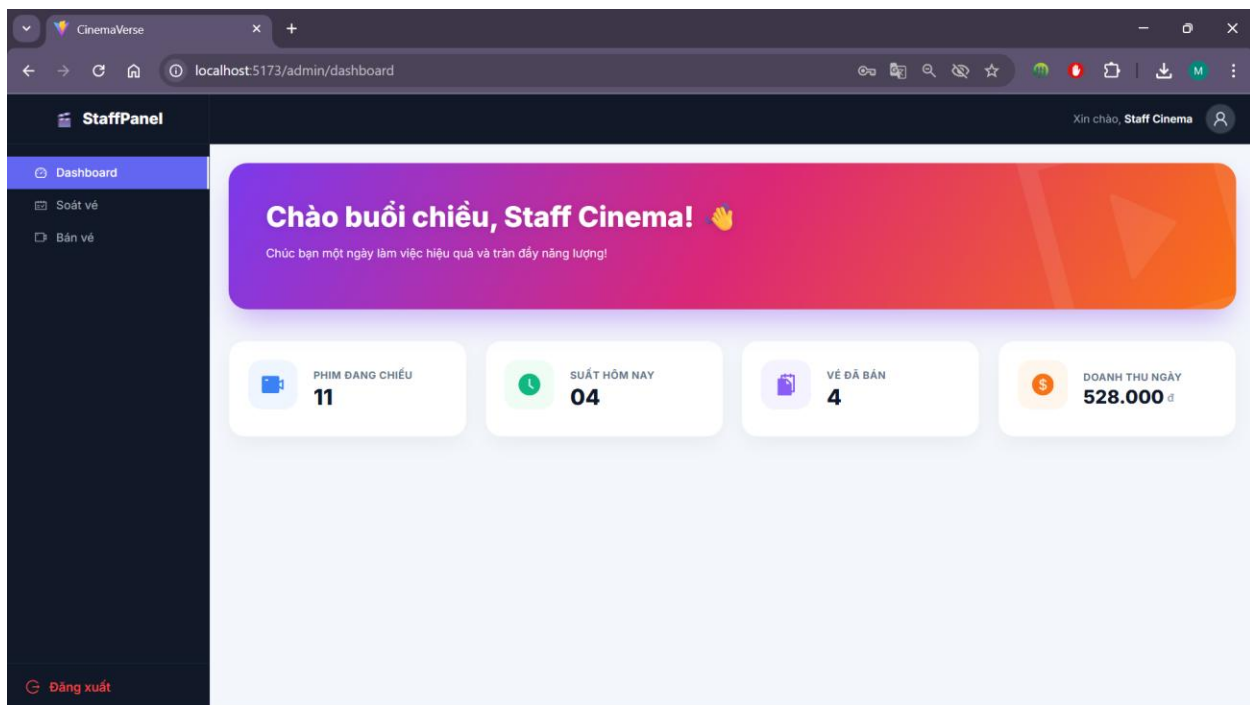 CinemaVerse
localhost:5173/admin/dashboard
M
StaffPanel
Xin chào, Staff Cinema
Dashboard
Soát vé
Bán vé
Chào buổi chiều, Staff Cinema! 👋
Chúc bạn một ngày làm việc hiệu quả và tràn đầy năng lượng!
PHIM ĐANG CHIẾU
11
SUẤT HÔM NAY
04
VÉ ĐÃ BÁN
4
DOANH THU NGÀY
528.000 đ
Đăng xuất